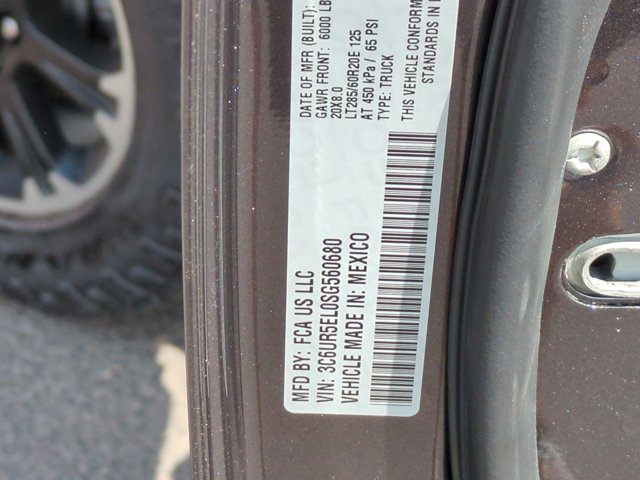 MFD BY: FCA US LLC
VIN: 3C6UR5EL0SG560680
VEHICLE MADE IN: MEXICO
DATE OF MFR (BUILT):
GAWR FRONT: 6000 LB
20X8.0
LT285/60R20E 125
AT 450 kPa / 65 PSI
TYPE: TRUCK
THIS VEHICLE CONFORM
STANDARDS IN